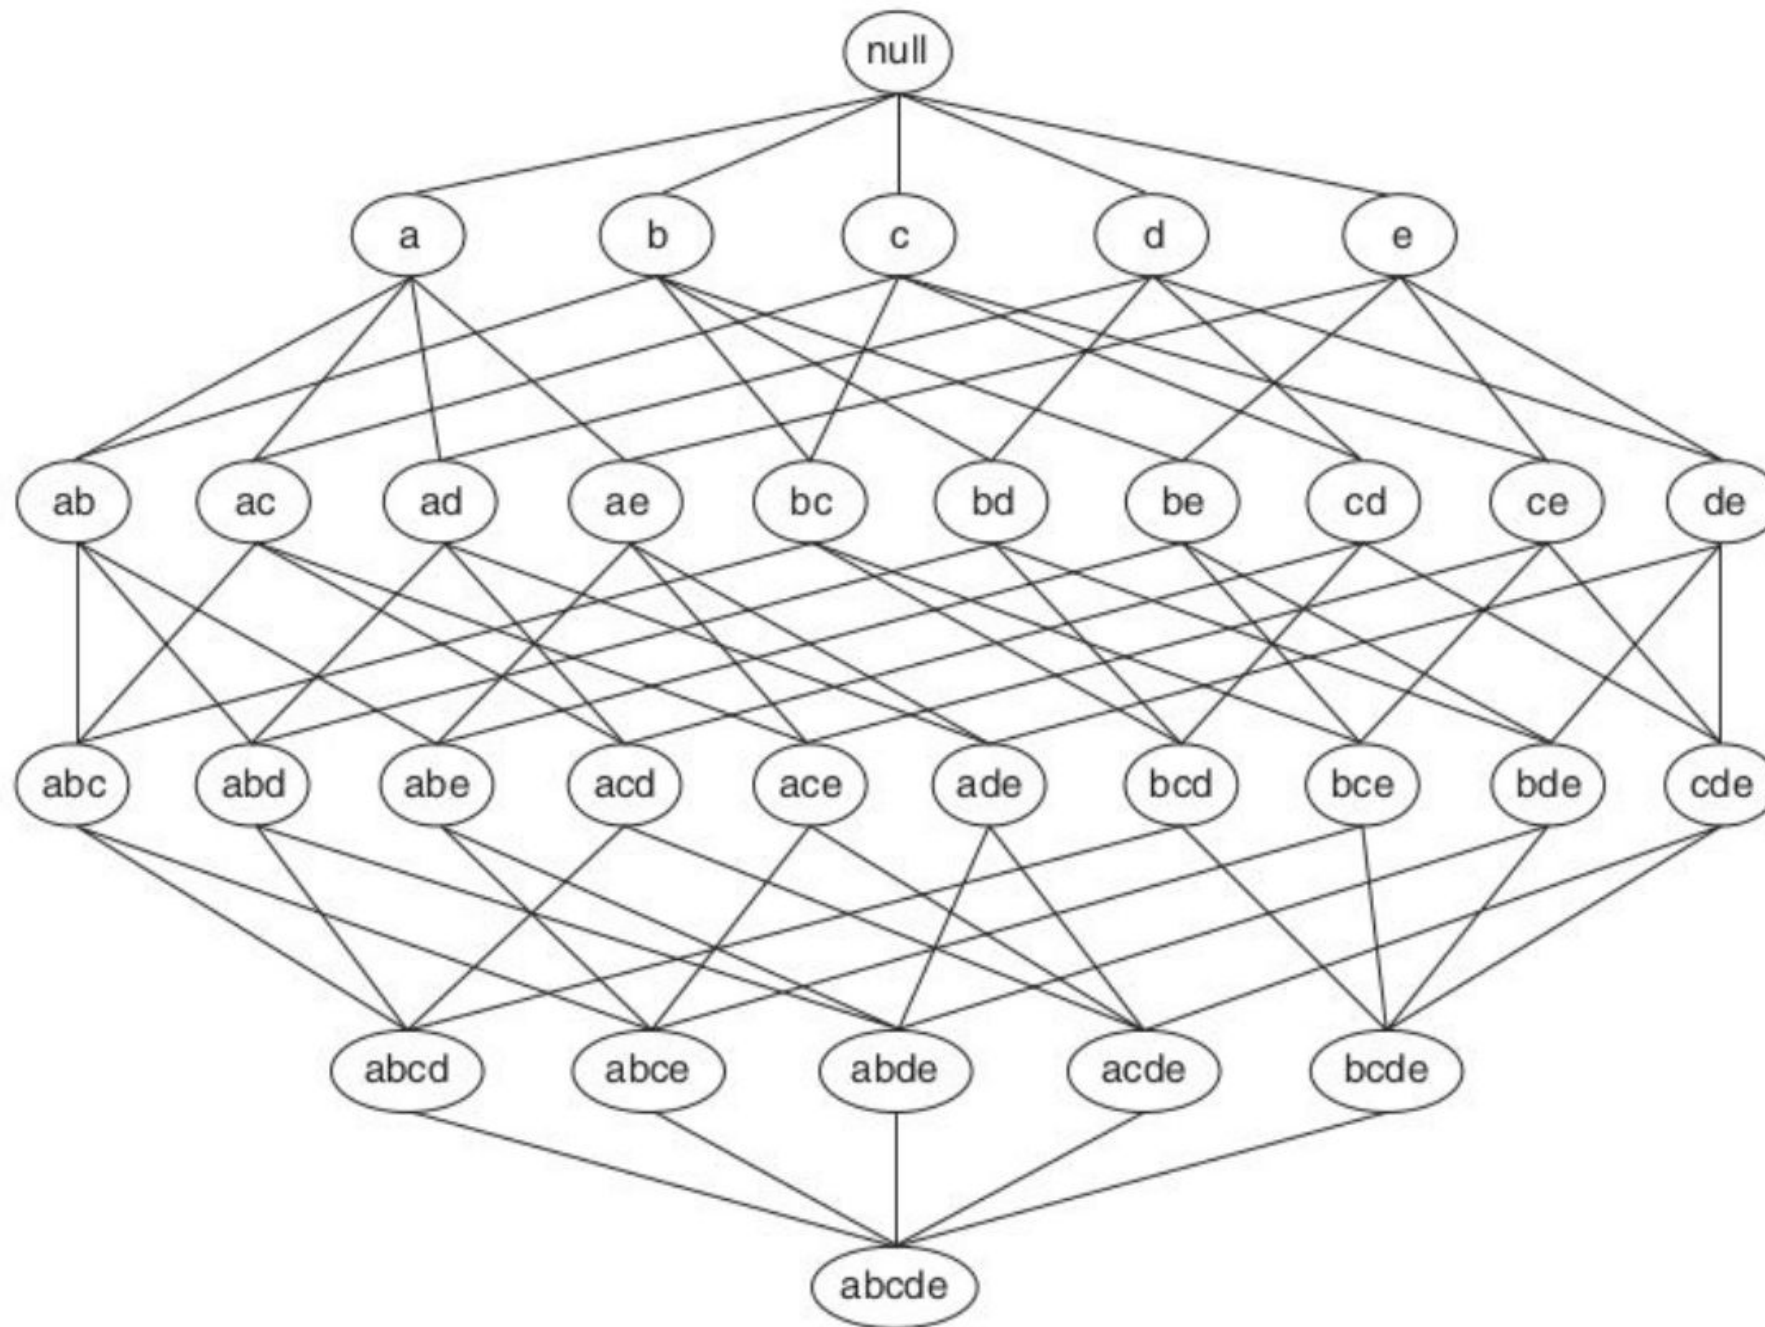 null
a b c d e
ab ac ad ae bc bd be cd ce de
abc abd abe acd ace ade bcd bce bde cde
abcd abce abde acde bcde
abcde